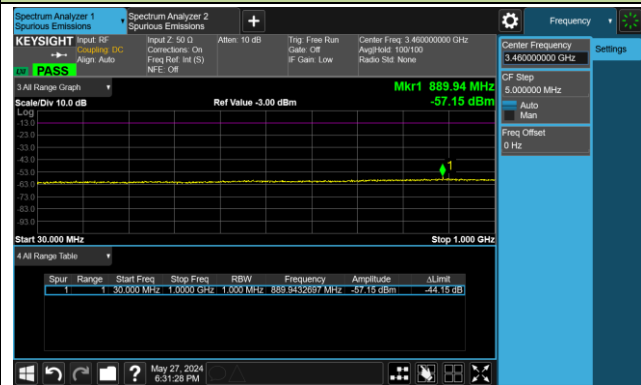 Spectrum Analyzer 1
Spurious Emissions
Spectrum Analyzer 2
Spurious Emissions
+
Frequency
KEYSIGHT
Input: RF
Coupling: DC
Align: Auto
Input Z: 50 Ω
Corrections: On
Freq Ref: Int (S)
NFE: Off
Atten: 10 dB
Trig: Free Run
Gate: Off
IF Gain: Low
Center Freq: 3.460000000 GHz
Avg|Hold: 100/100
Radio Std: None
PASS
Center Frequency
3.460000000 GHz
Settings
CF Step
5.000000 MHz
Auto
Man
Freq Offset
0 Hz
3 All Range Graph
Mkr1 889.94 MHz
Scale/Div 10.0 dB
Ref Value -3.00 dBm
-57.15 dBm
Log
-13.0
-23.0
-33.0
-43.0
-53.0
-63.0
-73.0
-83.0
-93.0
1
Start 30.000 MHz
Stop 1.000 GHz
4 All Range Table
Spur Range Start Freq Stop Freq RBW Frequency Amplitude ΔLimit
1 1 30.000 MHz 1.0000 GHz 1.000 MHz 889.9432697 MHz -57.15 dBm -44.15 dB
?
May 27, 2024
6:31:28 PM